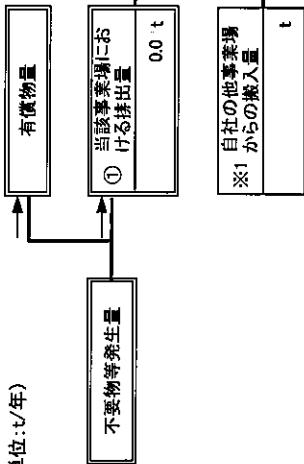 位:t/年)
不要物等発生量
有償物量
①
当該事業場にお
ける排出量
0.0 t
※1
自社の他事業場
からの搬入量
t